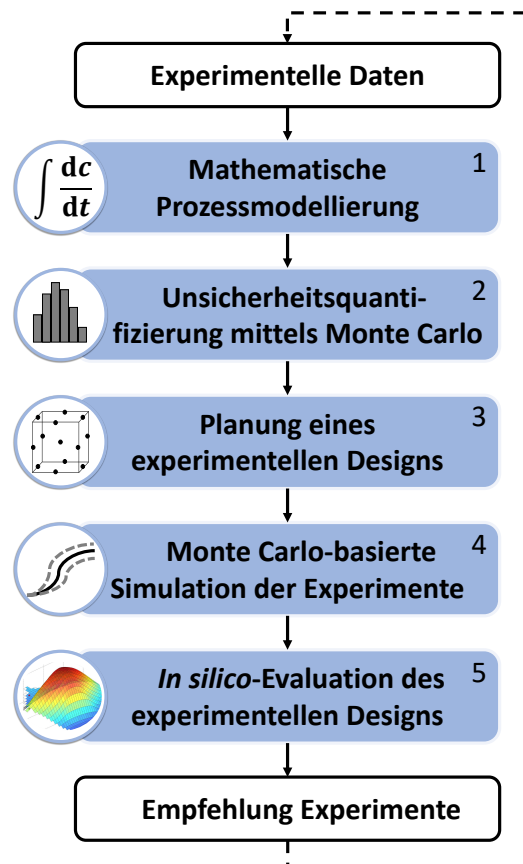 Experimentelle Daten
∫ dc/dt
Mathematische 1
Prozessmodellierung
Unsicherheitsquanti- 2
fizierung mittels Monte Carlo
Planung eines 3
experimentellen Designs
Monte Carlo-basierte 4
Simulation der Experimente
In silico-Evaluation des 5
experimentellen Designs
Empfehlung Experimente